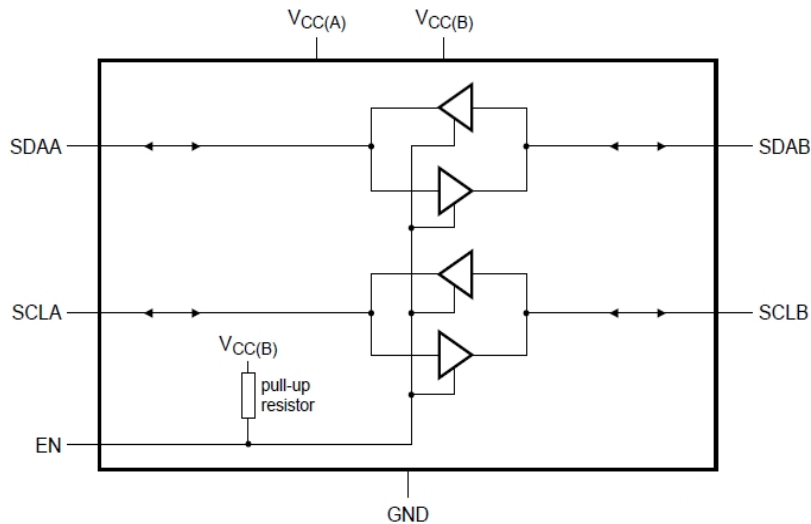 VCC(A)
VCC(B)
SDAA
SDAB
SCLA
SCLB
VCC(B)
pull-up
resistor
EN
GND